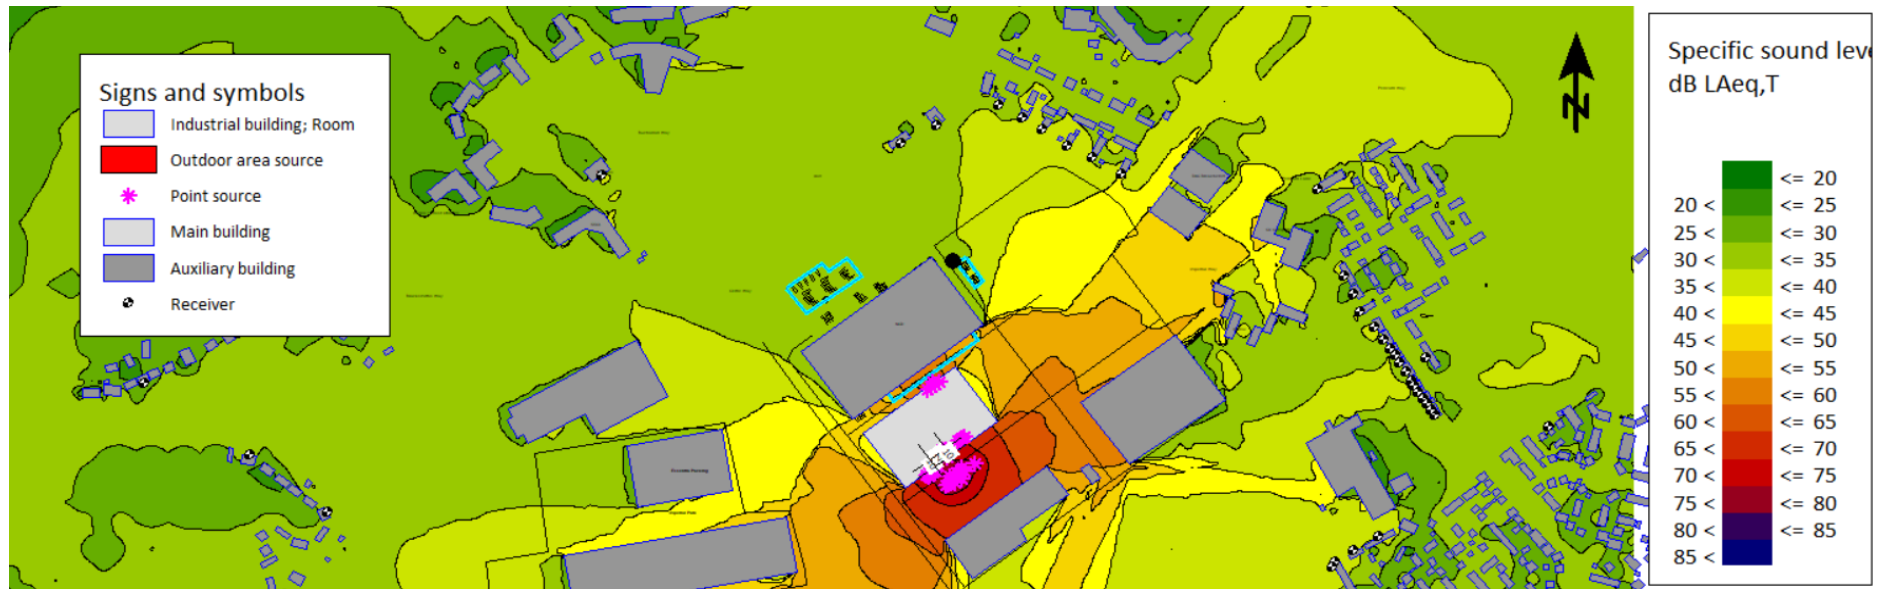 Signs and symbols
Industrial building; Room
Outdoor area source
Point source
Main building
Auxiliary building
Receiver
N
Specific sound leve
dB LAeq,T
<= 20
20 < <= 25
25 < <= 30
30 < <= 35
35 < <= 40
40 < <= 45
45 < <= 50
50 < <= 55
55 < <= 60
60 < <= 65
65 < <= 70
70 < <= 75
75 < <= 80
80 < <= 85
85 <